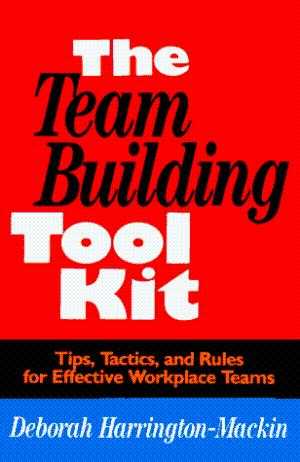 The
Team
Building
Tool
Kit
Tips, Tactics, and Rules
for Effective Workplace Teams
Deborah Harrington-Mackin